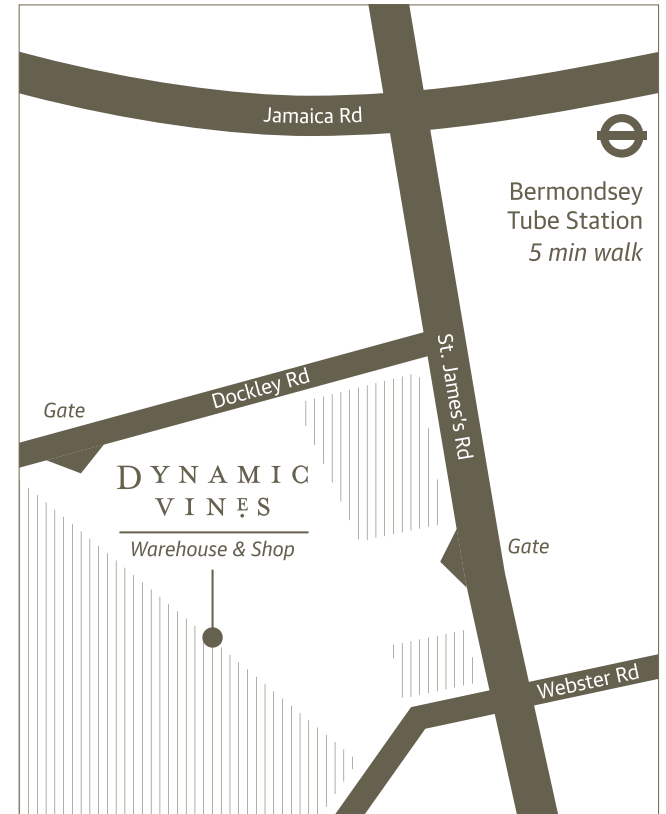 Jamaica Rd
Bermondsey
Tube Station
5 min walk
St. James's Rd
Dockley Rd
Gate
DYNAMIC
VINES
Warehouse & Shop
Gate
Webster Rd